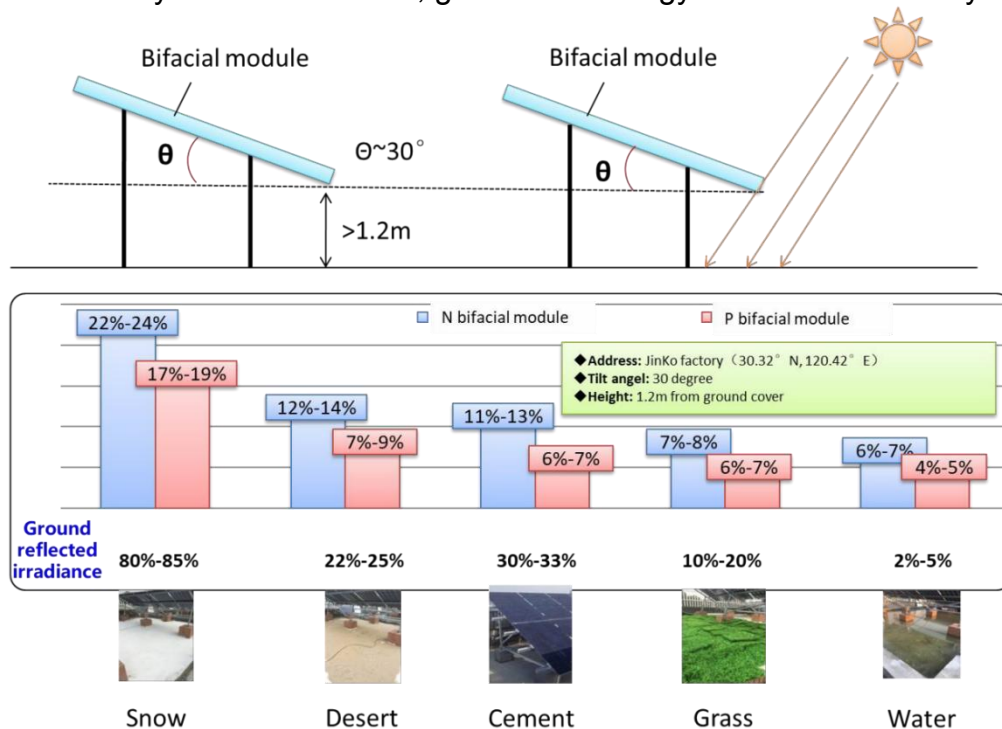 Bifacial module
Bifacial module
θ
Θ~30°
θ
>1.2m
N bifacial module
P bifacial module
22%-24%
17%-19%
◆Address: JinKo factory（30.32° N, 120.42° E）
◆Tilt angel: 30 degree
◆Height: 1.2m from ground cover
12%-14%
7%-9%
11%-13%
6%-7%
7%-8%
6%-7%
6%-7%
4%-5%
Ground
reflected
irradiance
80%-85%
22%-25%
30%-33%
10%-20%
2%-5%
Snow
Desert
Cement
Grass
Water